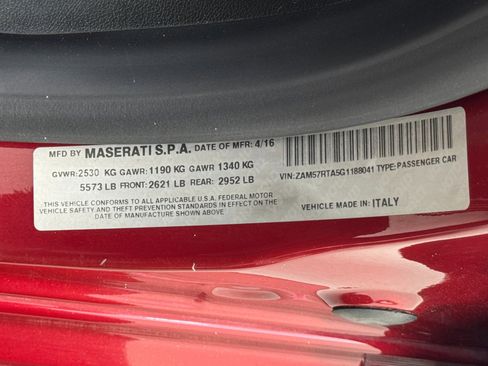 MFD BY MASERATI S.P.A. DATE OF MFR: 4/16
GVWR: 2530 KG GAWR: 1190 KG GAWR 1340 KG
5573 LB FRONT: 2621 LB REAR: 2952 LB
VIN: ZAM57RTA5G1188041 TYPE: PASSENGER CAR
THIS VEHICLE CONFORMS TO ALL APPLICABLE U.S.A. FEDERAL MOTOR
VEHICLE SAFETY AND THEFT PREVENTION STANDARDS IN EFFECT ON THE
DATE OF MANUFACTURE SHOWN ABOVE.
VEHICLE MADE IN: ITALY